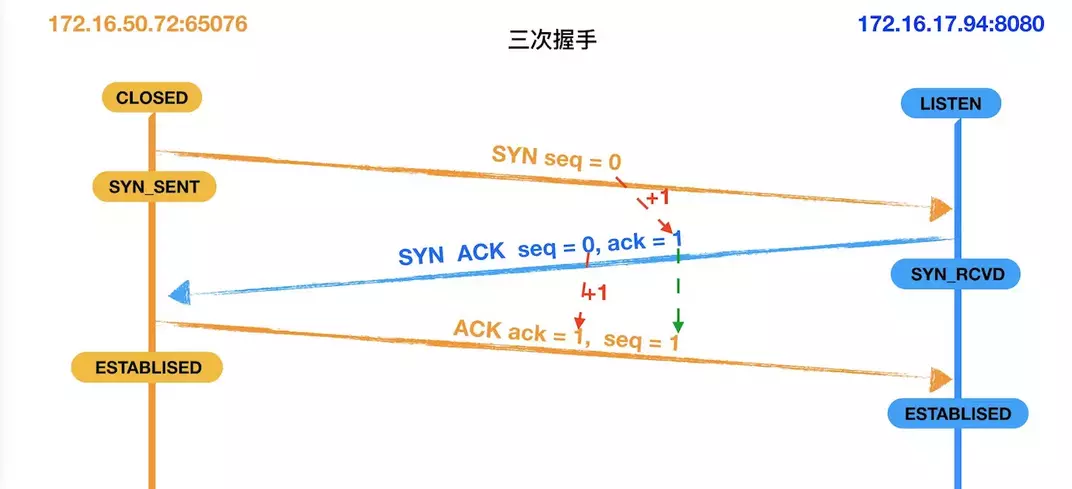 172.16.50.72:65076
172.16.17.94:8080
三次握手
CLOSED
LISTEN
SYN seq = 0
SYN_SENT
+1
SYN ACK seq = 0, ack = 1
SYN_RCVD
+1
ACK ack = 1, seq = 1
ESTABLISED
ESTABLISED